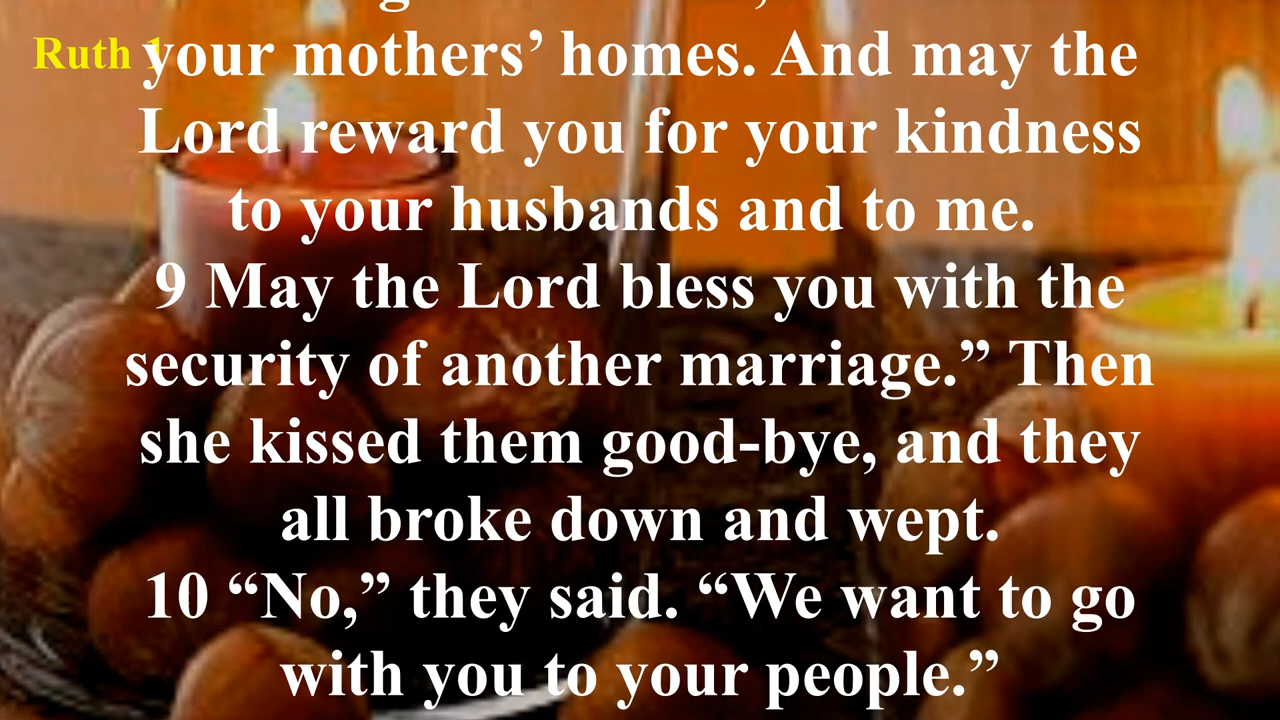 Ruth 1
your mothers’ homes. And may the
Lord reward you for your kindness
to your husbands and to me.
9 May the Lord bless you with the
security of another marriage.” Then
she kissed them good-bye, and they
all broke down and wept.
10 “No,” they said. “We want to go
with you to your people.”